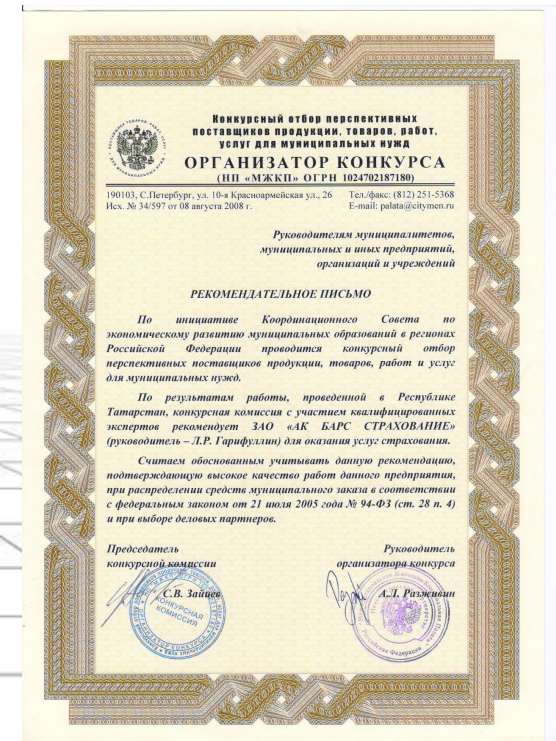 Конкурсный отбор перспективных
поставщиков продукции, товаров, работ,
услуг для муниципальных нужд
ОРГАНИЗАТОР КОНКУРСА
(НП «МЖКП» ОГРН 1024702187180)
190103, С.Петербург, ул. 10-я Красноармейская ул., 26 Тел./факс: (812) 251-5368
Исх. № 34/597 от 08 августа 2008 г. E-mail: palata@citymen.ru
Руководителям муниципалитетов,
муниципальных и иных предприятий,
организаций и учреждений
РЕКОМЕНДАТЕЛЬНОЕ ПИСЬМО
По инициативе Координационного Совета по
экономическому развитию муниципальных образований в регионах
Российской Федерации проводится конкурсный отбор
перспективных поставщиков продукции, товаров, работ и услуг
для муниципальных нужд.
По результатам работы, проведенной в Республике
Татарстан, конкурсная комиссия с участием квалифицированных
экспертов рекомендует ЗАО «АК БАРС СТРАХОВАНИЕ»
(руководитель – Л.Р. Гарифуллин) для оказания услуг страхования.
Считаем обоснованным учитывать данную рекомендацию,
подтверждающую высокое качество работ данного предприятия,
при распределении средств муниципального заказа в соответствии
с федеральным законом от 21 июля 2005 года № 94-ФЗ (ст. 28 п. 4)
и при выборе деловых партнеров.
Председатель Руководитель
конкурсной комиссии организатора конкурса
С.В. Зайцев А.Л. Разживин
КОНКУРСНАЯ
КОМИССИЯ
Российская Федерация